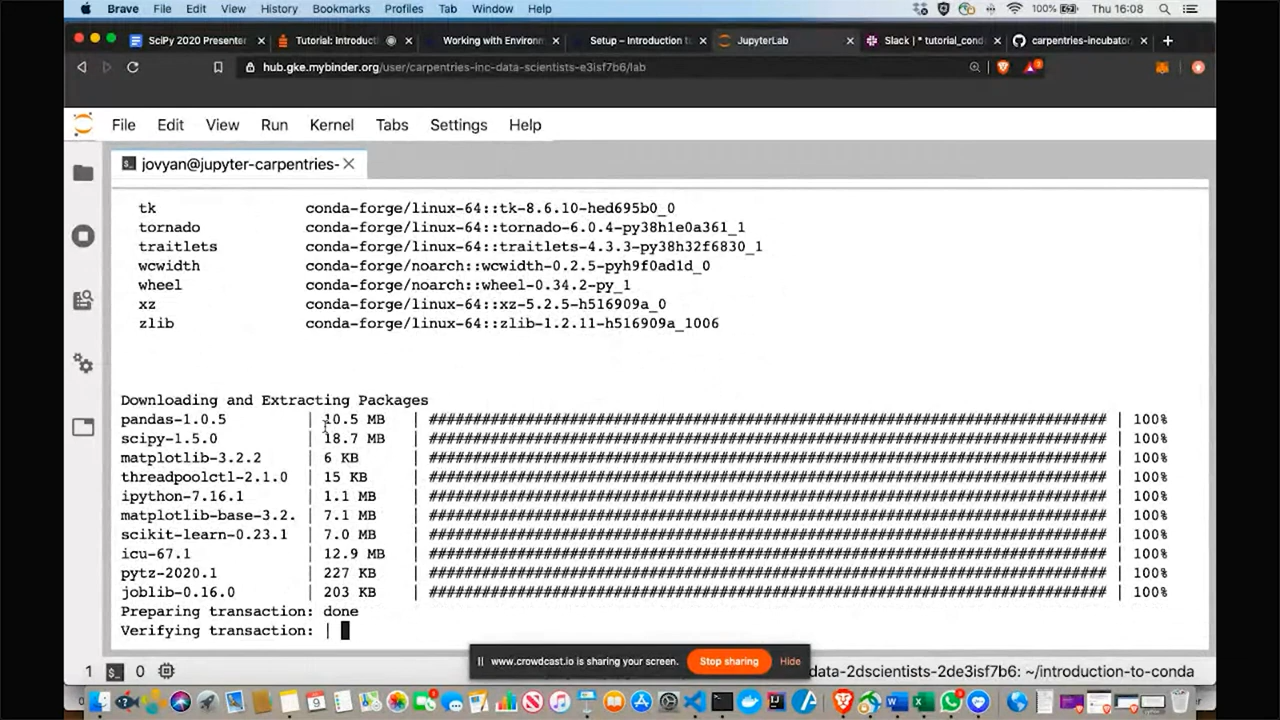 Brave File Edit View History Bookmarks Profiles Tab Window Help 100% Thu 16:08
SciPy 2020 Presenter Tutorial: Introducti Working with Environm Setup – Introduction to JupyterLab Slack | * tutorial_cond carpentries-incubator
hub.gke.mybinder.org/user/carpentries-inc-data-scientists-e3isf7b6/lab
File Edit View Run Kernel Tabs Settings Help
jovyan@jupyter-carpentries-
tk conda-forge/linux-64::tk-8.6.10-hed695b0_0
tornado conda-forge/linux-64::tornado-6.0.4-py38h1e0a361_1
traitlets conda-forge/linux-64::traitlets-4.3.3-py38h32f6830_1
wcwidth conda-forge/noarch::wcwidth-0.2.5-pyh9f0ad1d_0
wheel conda-forge/noarch::wheel-0.34.2-py_1
xz conda-forge/linux-64::xz-5.2.5-h516909a_0
zlib conda-forge/linux-64::zlib-1.2.11-h516909a_1006
Downloading and Extracting Packages
pandas-1.0.5 | 10.5 MB | ############################################################################ | 100%
scipy-1.5.0 | 18.7 MB | ############################################################################ | 100%
matplotlib-3.2.2 | 6 KB | ############################################################################ | 100%
threadpoolctl-2.1.0 | 15 KB | ############################################################################ | 100%
ipython-7.16.1 | 1.1 MB | ############################################################################ | 100%
matplotlib-base-3.2. | 7.1 MB | ############################################################################ | 100%
scikit-learn-0.23.1 | 7.0 MB | ############################################################################ | 100%
icu-67.1 | 12.9 MB | ############################################################################ | 100%
pytz-2020.1 | 227 KB | ############################################################################ | 100%
joblib-0.16.0 | 203 KB | ############################################################################ | 100%
Preparing transaction: done
Verifying transaction: |
www.crowdcast.io is sharing your screen. Stop sharing Hide
1 0 data-2dscientists-2de3isf7b6: ~/introduction-to-conda